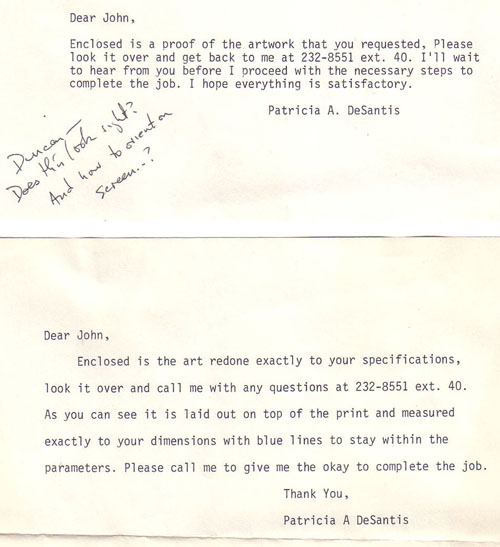 Dear John,
Enclosed is a proof of the artwork that you requested, Please
look it over and get back to me at 232-8551 ext. 40. I'll wait
to hear from you before I proceed with the necessary steps to
complete the job. I hope everything is satisfactory.
Patricia A. DeSantis
Duncan —
Does this look right?
And how to orient on
screen...?
Dear John,
Enclosed is the art redone exactly to your specifications,
look it over and call me with any questions at 232-8551 ext. 40.
As you can see it is laid out on top of the print and measured
exactly to your dimensions with blue lines to stay within the
parameters. Please call me to give me the okay to complete the job.
Thank You,
Patricia A DeSantis